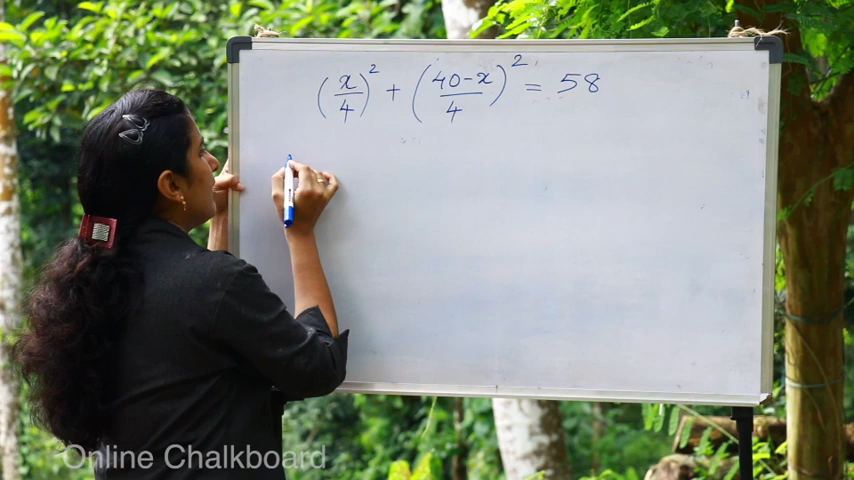 (x/4)² + (40-x/4)² = 58
Online Chalkboard